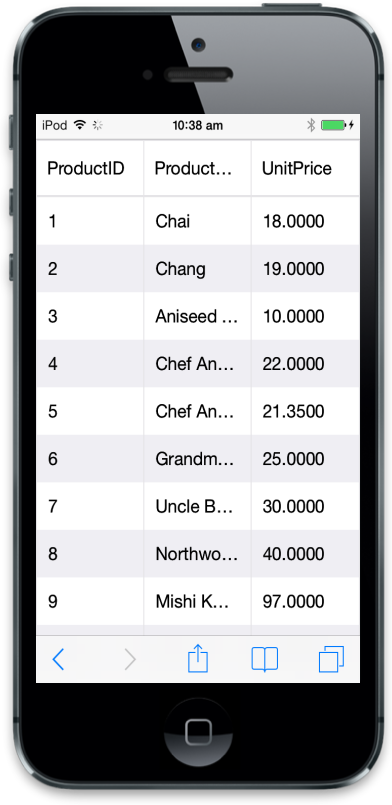 iPod 10:38 am
ProductID Product... UnitPrice
1 Chai 18.0000
2 Chang 19.0000
3 Aniseed ... 10.0000
4 Chef An... 22.0000
5 Chef An... 21.3500
6 Grandm... 25.0000
7 Uncle B... 30.0000
8 Northwo... 40.0000
9 Mishi K... 97.0000